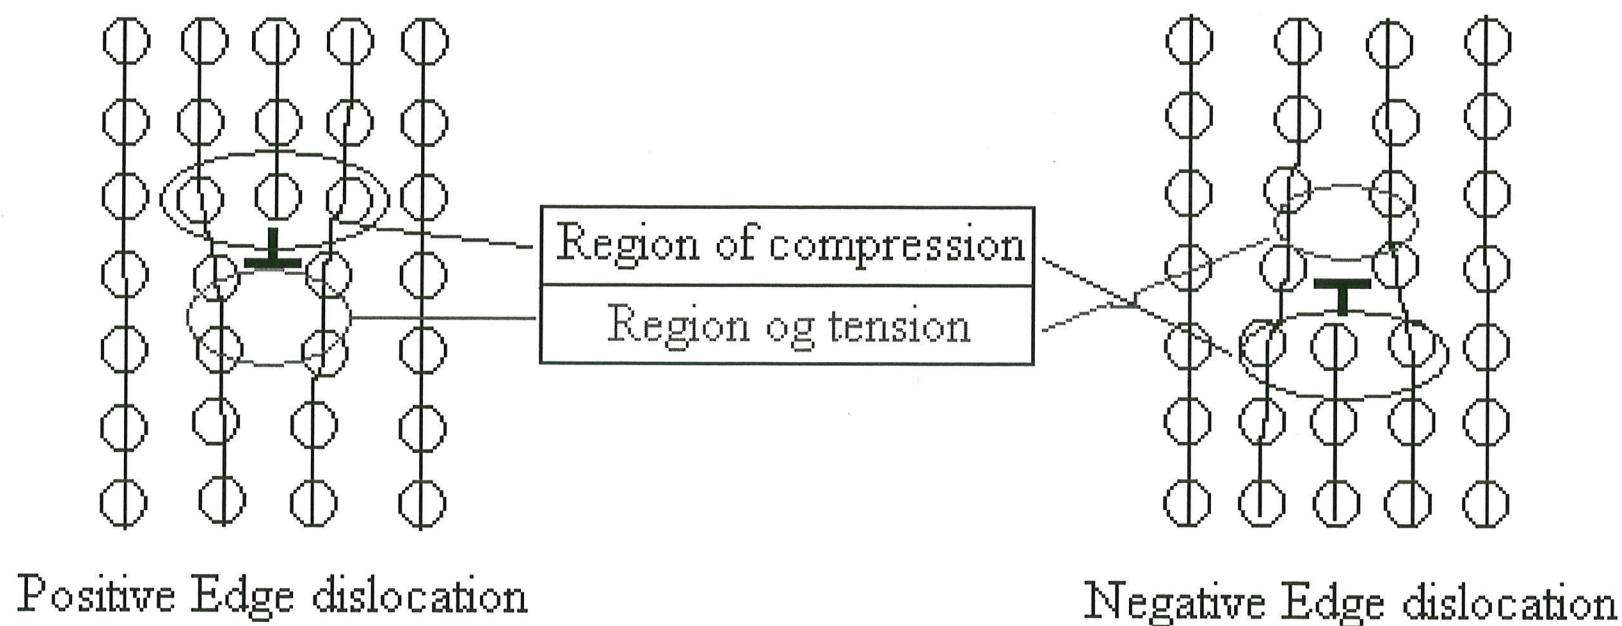 Region of compression
Region og tension
Positive Edge dislocation
Negative Edge dislocation